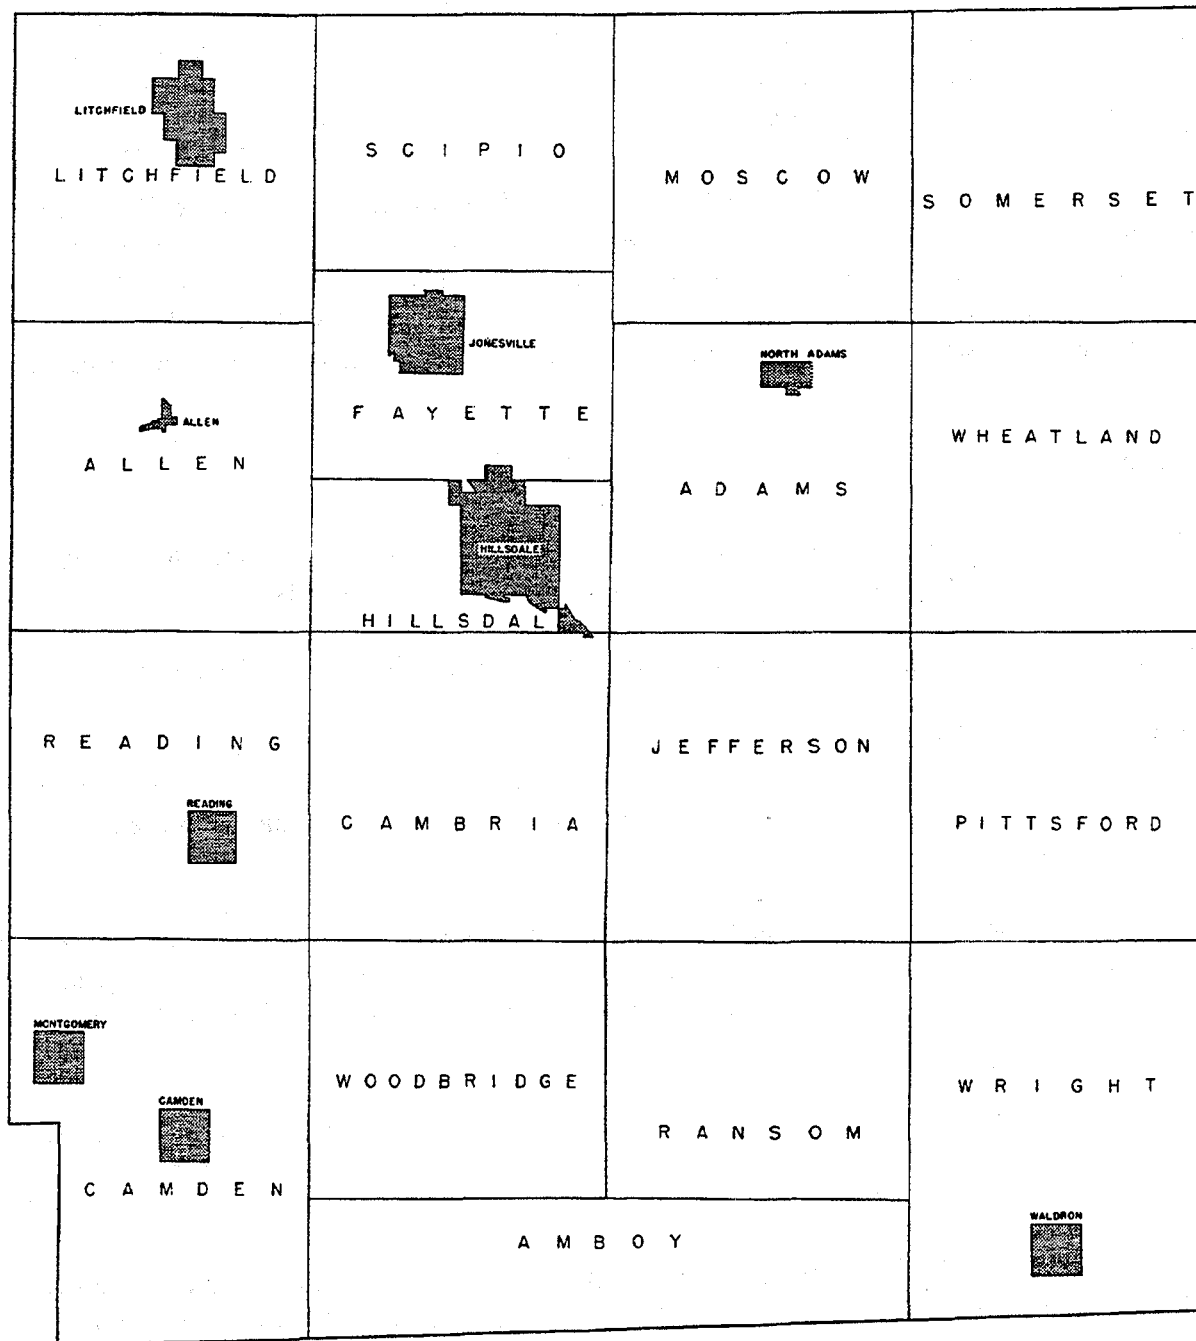 LITCHFIELD
LITCHFIELD
SCIPIO
MOSCOW
SOMERSET
JONESVILLE
FAYETTE
NORTH ADAMS
ADAMS
WHEATLAND
ALLEN
ALLEN
HILLSDALE
HILLSDAL
READING
READING
CAMBRIA
JEFFERSON
PITTSFORD
MONTGOMERY
CAMDEN
CAMDEN
WOODBRIDGE
RANSOM
WRIGHT
WALDRON
AMBOY